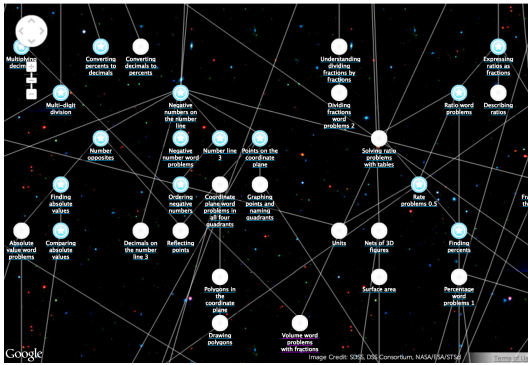 Multiplying
decim
Converting
percents to
decimals
Converting
decimals to
percents
Understanding
dividing
fractions by
fractions
Expressing
ratios as
fractions
Multi-digit
division
Negative
numbers on
the number
line
Dividing
fractions
word
problems 2
Ratio word
problems
Describing
ratios
Number
opposites
Negative
number word
problems
Number line
3
Points on the
coordinate
plane
Solving ratio
problems
with tables
Finding
absolute
values
Ordering
negative
numbers
Coordinate
plane word
problems in
all four
quadrants
Graphing
points and
naming
quadrants
Rate
problems 0.5
Absolute
value word
problems
Comparing
absolute
values
Decimals on
the number
line 3
Reflecting
points
Units
Nets of 3D
figures
Finding
percents
Polygons in
the
coordinate
plane
Surface area
Percentage
word
problems 1
Drawing
polygons
Volume word
problems
with fractions
Google
Image Credit: SDSS, DSS Consortium, NASA/ESA/STScI
Terms of Us